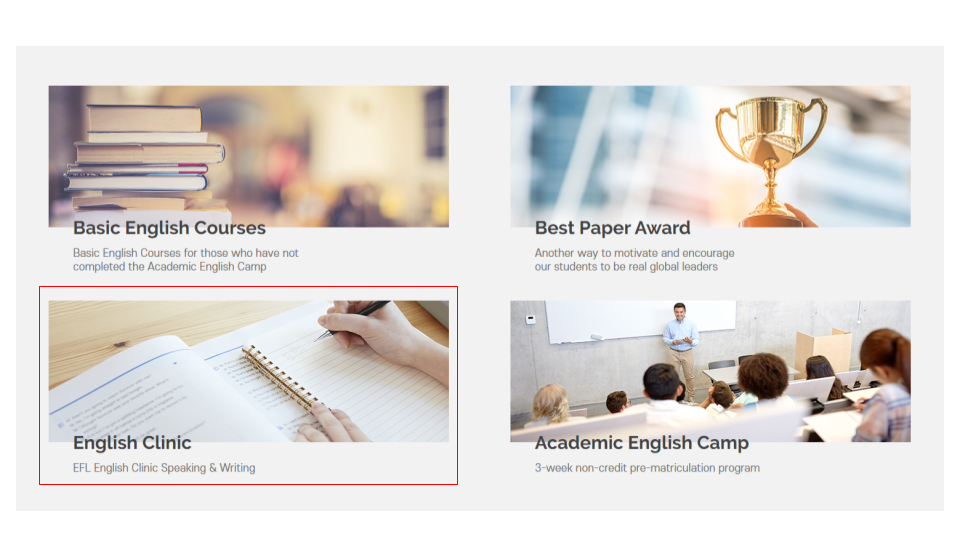 Basic English Courses
Basic English Courses for those who have not
completed the Academic English Camp
Best Paper Award
Another way to motivate and encourage
our students to be real global leaders
English Clinic
EFL English Clinic Speaking & Writing
Academic English Camp
3-week non-credit pre-matriculation program